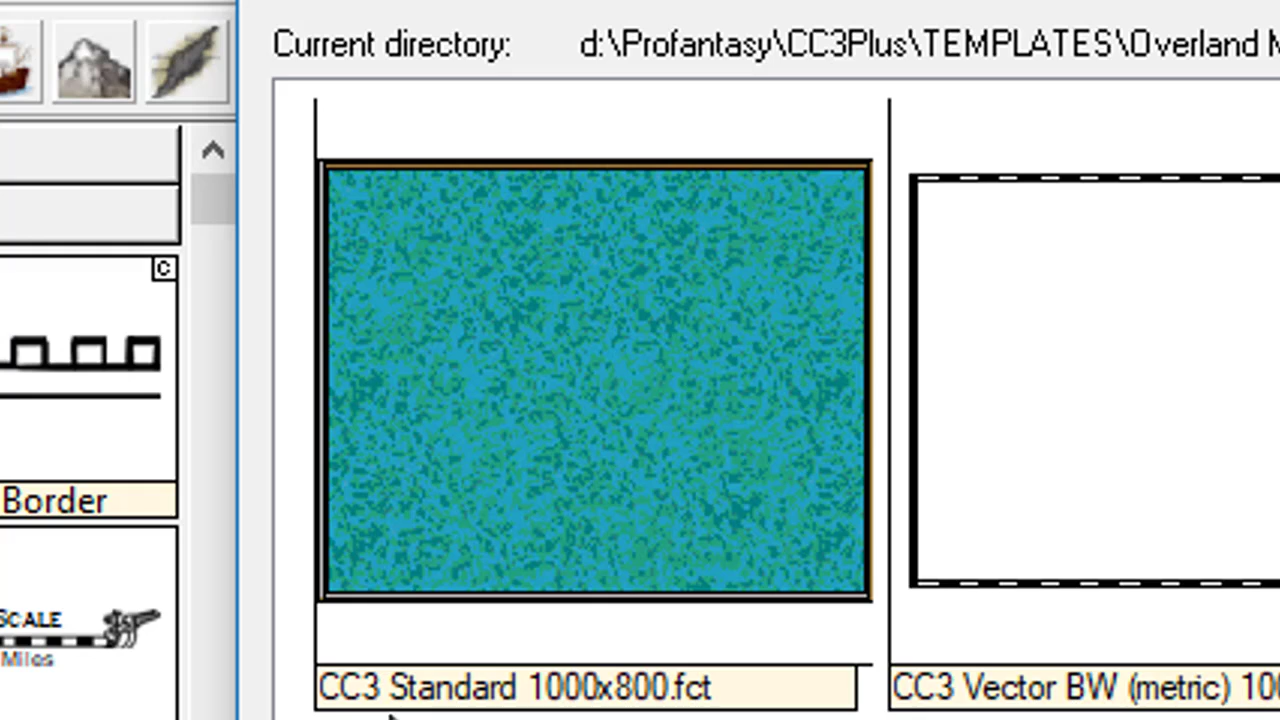 Current directory: d:\Profantasy\CC3Plus\TEMPLATES\Overland
C
Border
SCALE
Miles
CC3 Standard 1000x800.fct
CC3 Vector BW (metric)